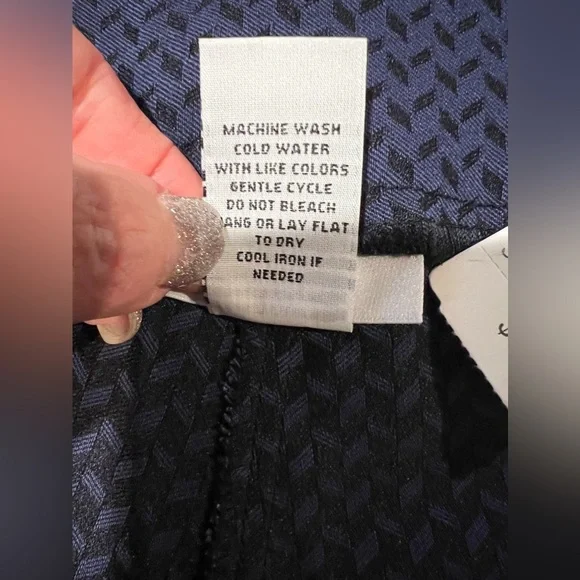 MACHINE WASH
COLD WATER
WITH LIKE COLORS
GENTLE CYCLE
DO NOT BLEACH
ANG OR LAY FLAT
TO DRY
COOL IRON IF
NEEDED